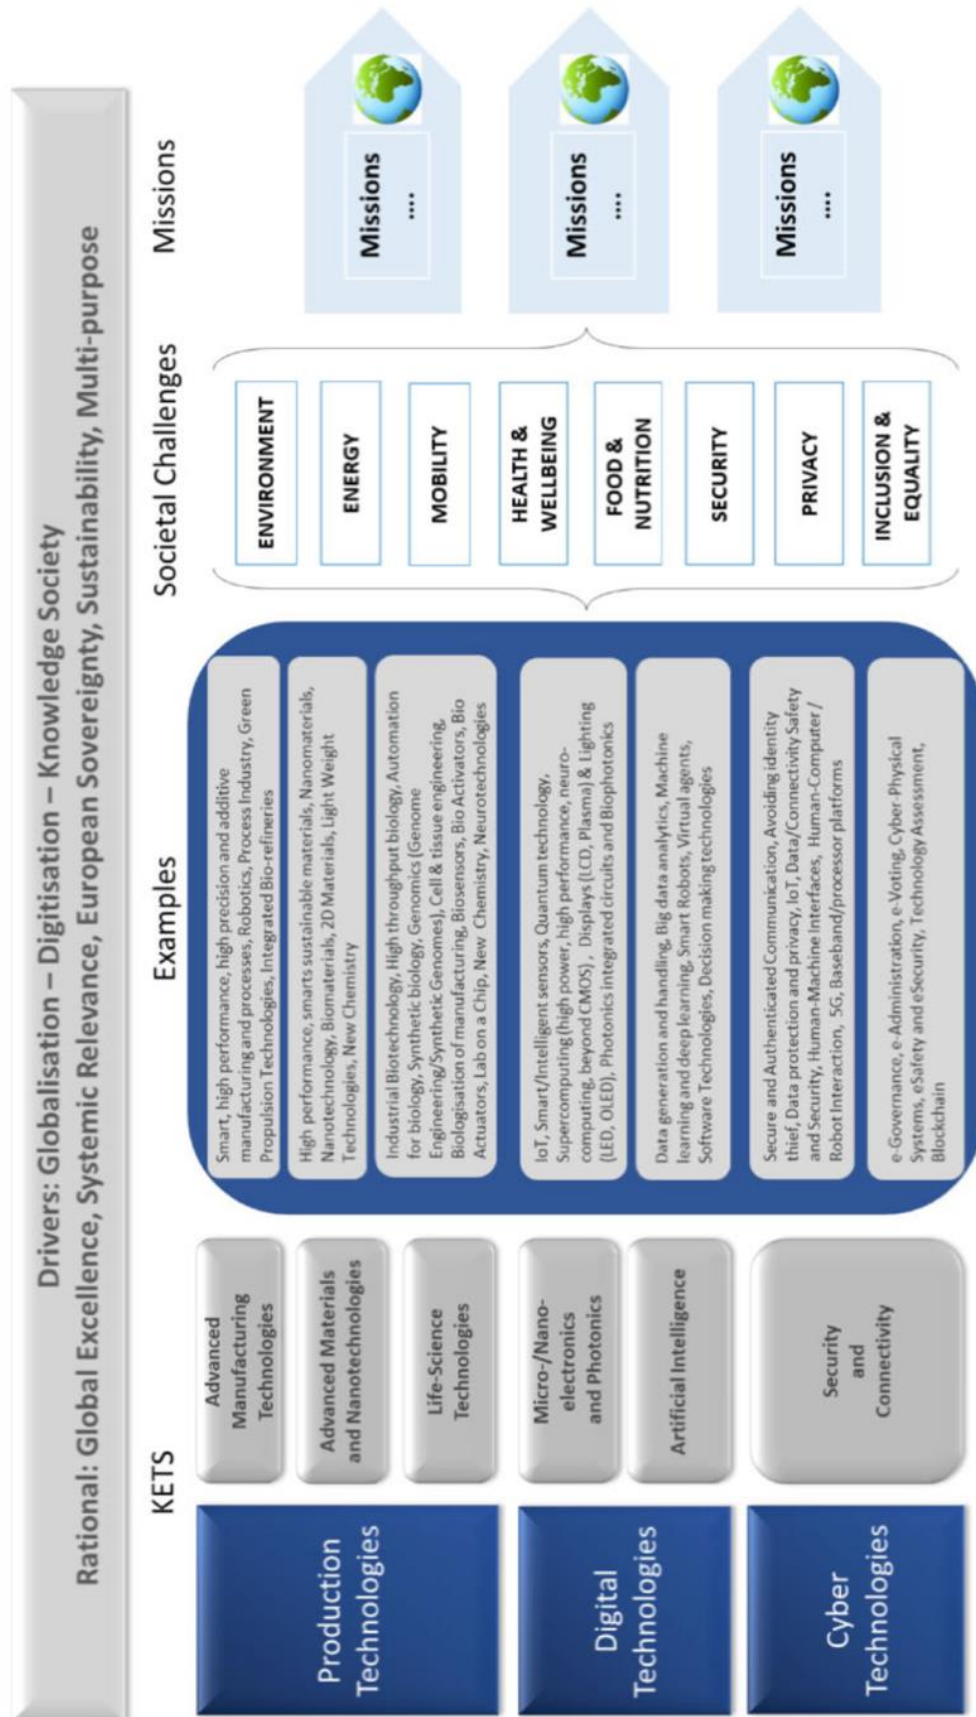 Drivers: Globalisation – Digitisation – Knowledge Society
Rational: Global Excellence, Systemic Relevance, European Sovereignty, Sustainability, Multi-purpose
KETS
Examples
Societal Challenges
Missions
Production
Technologies
Advanced
Manufacturing
Technologies
Smart, high performance, high precision and additive
manufacturing and processes, Robotics, Process Industry, Green
Propulsion Technologies, Integrated Bio-refineries
Advanced Materials
and Nanotechnologies
High performance, smarts sustainable materials, Nanomaterials,
Nanotechnology, Biomaterials, 2D Materials, Light Weight
Technologies, New Chemistry
Life-Science
Technologies
Industrial Biotechnology, High throughput biology, Automation
for biology, Synthetic biology, Genomics (Genome
Engineering/Synthetic Genomes), Cell & tissue engineering,
Biologisation of manufacturing, Biosensors, Bio Activators, Bio
Actuators, Lab on a Chip, New Chemistry, Neurotechnologies
Digital
Technologies
Micro-/Nano-
electronics
and Photonics
IoT, Smart/Intelligent sensors, Quantum technology,
Supercomputing (high power, high performance, neuro-
computing, beyond CMOS) , Displays (LCD, Plasma) & Lighting
(LED, OLED), Photonics integrated circuits and Biophotonics
Artificial Intelligence
Data generation and handling, Big data analytics, Machine
learning and deep learning, Smart Robots, Virtual agents,
Software Technologies, Decision making technologies
Cyber
Technologies
Security
and
Connectivity
Secure and Authenticated Communication, Avoiding identity
thief, Data protection and privacy, IoT, Data/Connectivity Safety
and Security, Human-Machine Interfaces, Human-Computer /
Robot Interaction, 5G, Baseband/processor platforms
e-Governance, e-Administration, e-Voting, Cyber-Physical
Systems, eSafety and eSecurity, Technology Assessment,
Blockchain
ENVIRONMENT
ENERGY
MOBILITY
HEALTH &
WELLBEING
FOOD &
NUTRITION
SECURITY
PRIVACY
INCLUSION &
EQUALITY
Missions
....
Missions
....
Missions
....